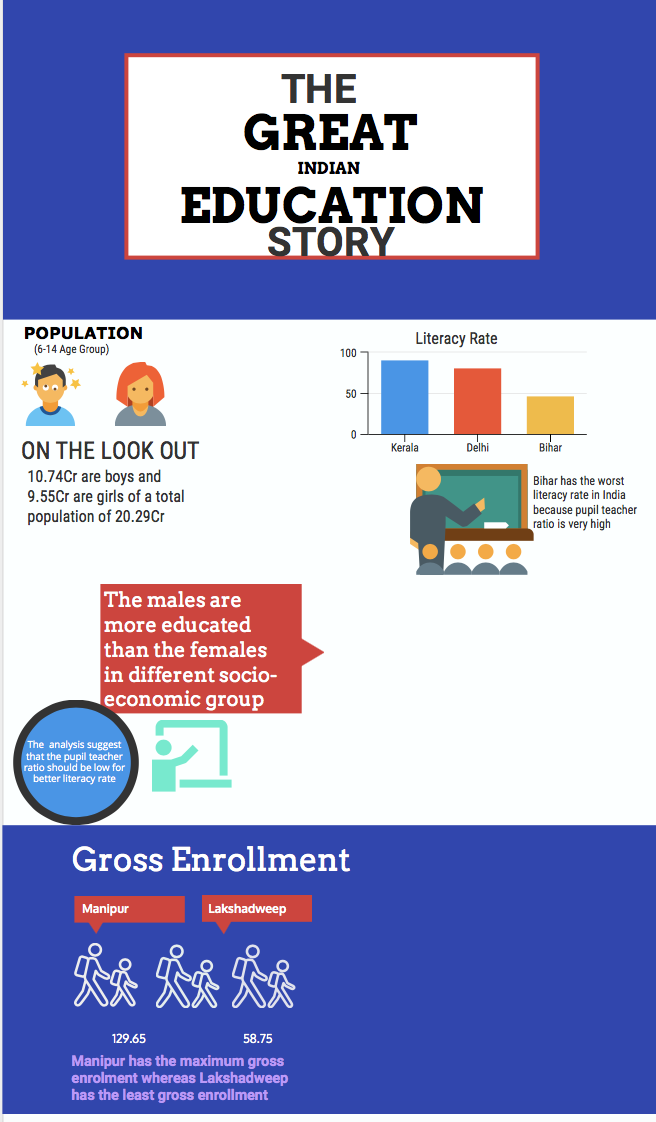 THE
GREAT
INDIAN
EDUCATION
STORY
POPULATION
(6-14 Age Group)
ON THE LOOK OUT
10.74Cr are boys and
9.55Cr are girls of a total
population of 20.29Cr
Literacy Rate
100
50
0
Kerala
Delhi
Bihar
Bihar has the worst
literacy rate in India
because pupil teacher
ratio is very high
The males are
more educated
than the females
in different socio-
economic group
The analysis suggest
that the pupil teacher
ratio should be low for
better literacy rate
Gross Enrollment
Manipur
Lakshadweep
129.65
58.75
Manipur has the maximum gross
enrolment whereas Lakshadweep
has the least gross enrollment